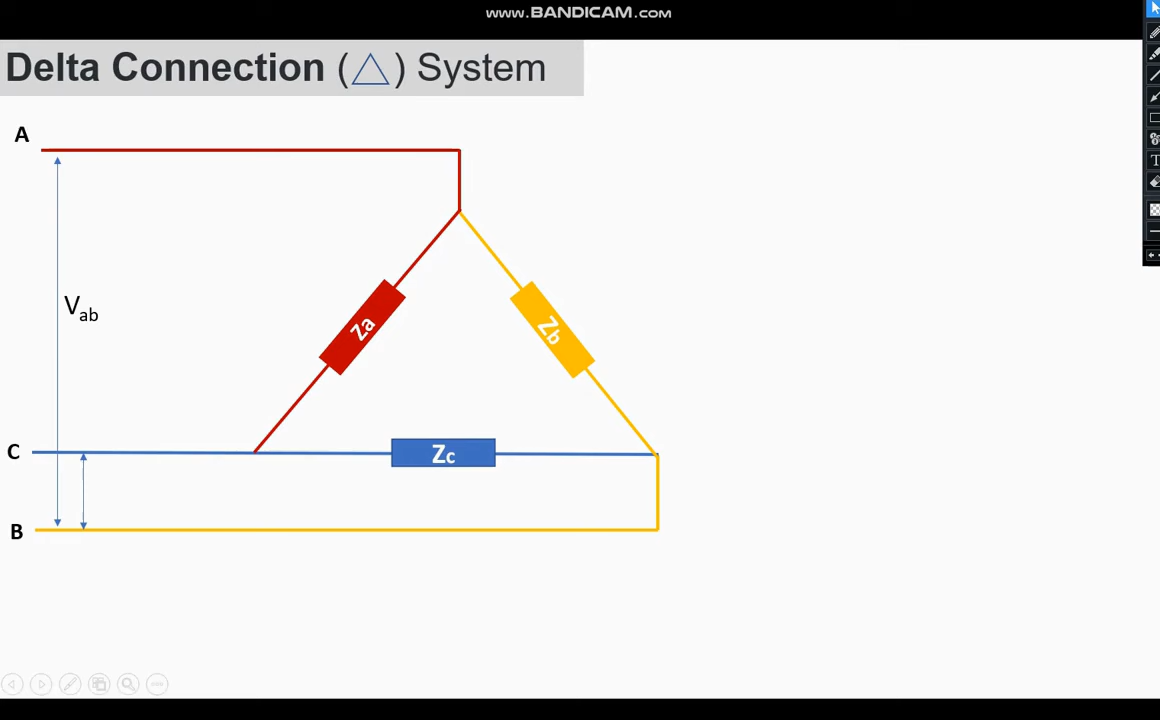 www.BANDICAM.com
Delta Connection (△) System
A
Vab
Za
Zb
C
Zc
B
T